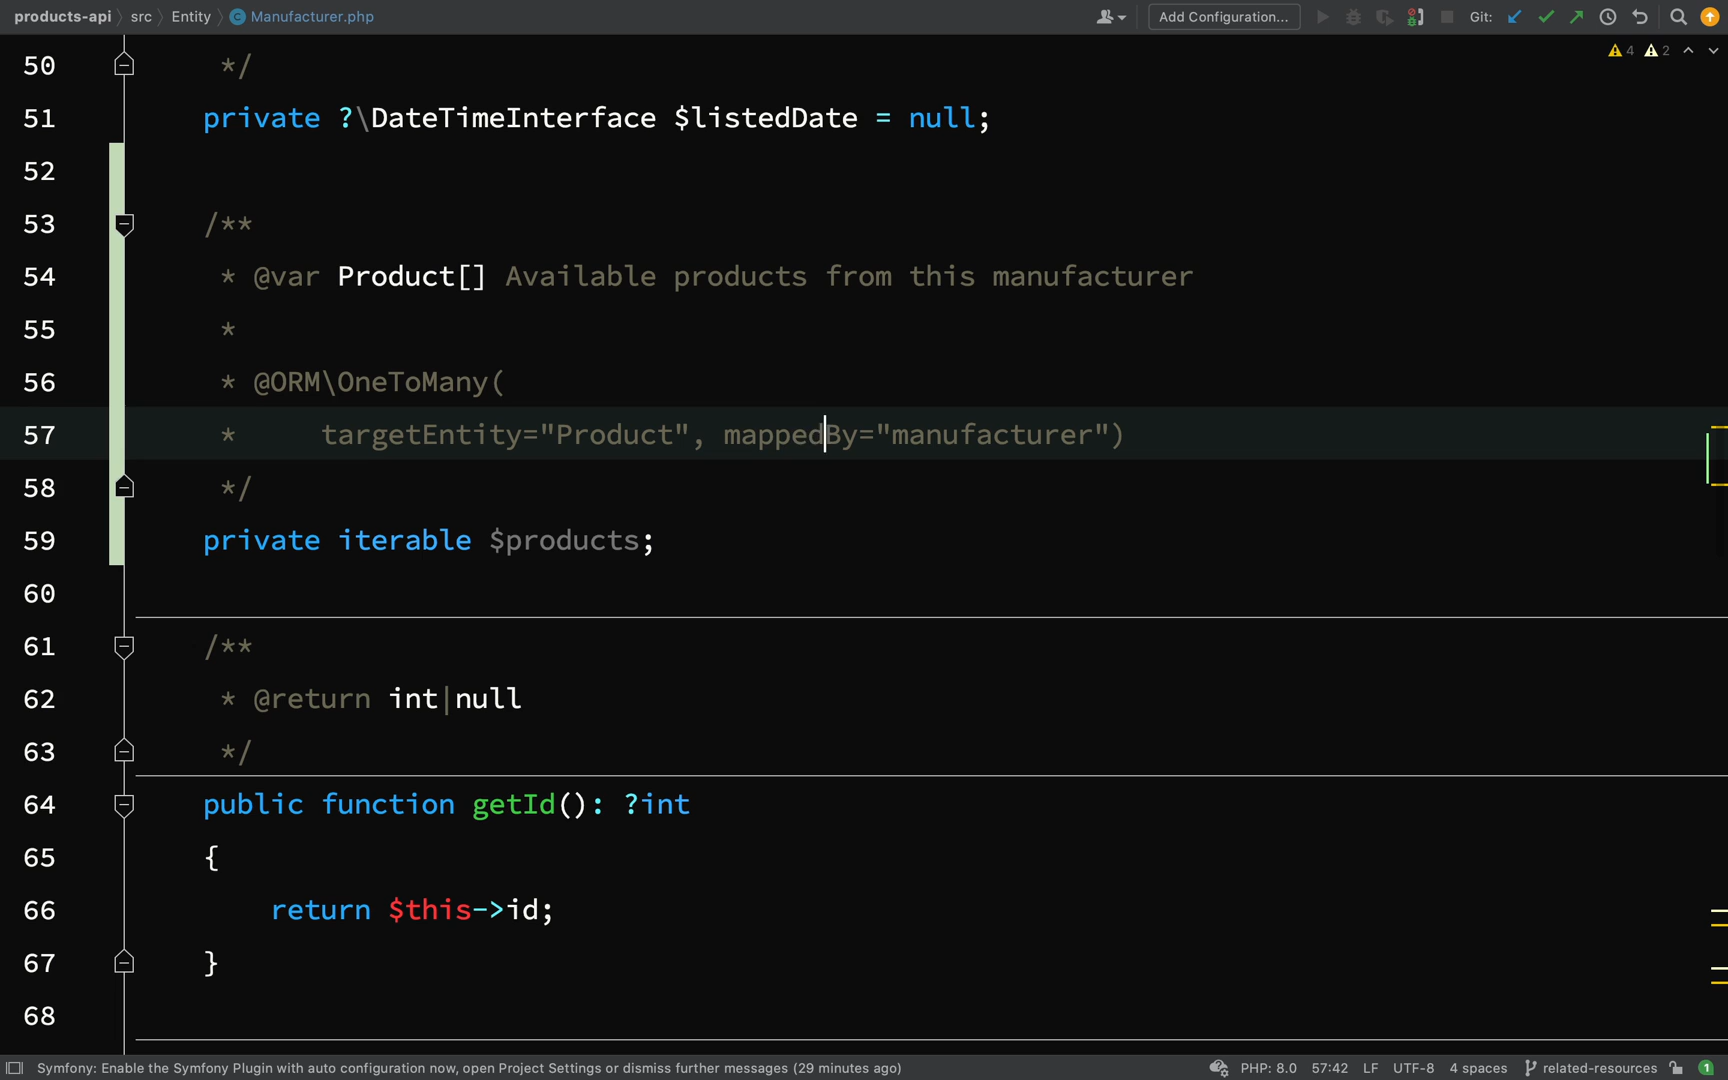 products-api src Entity Manufacturer.php Add Configuration... Git:
4 2
50 */
51 private ?\DateTimeInterface $listedDate = null;
52
53 /**
54 * @var Product[] Available products from this manufacturer
55 *
56 * @ORM\OneToMany(
57 * targetEntity="Product", mappedBy="manufacturer")
58 */
59 private iterable $products;
60
61 /**
62 * @return int|null
63 */
64 public function getId(): ?int
65 {
66 return $this->id;
67 }
68
Symfony: Enable the Symfony Plugin with auto configuration now, open Project Settings or dismiss further messages (29 minutes ago) PHP: 8.0 57:42 LF UTF-8 4 spaces related-resources 1